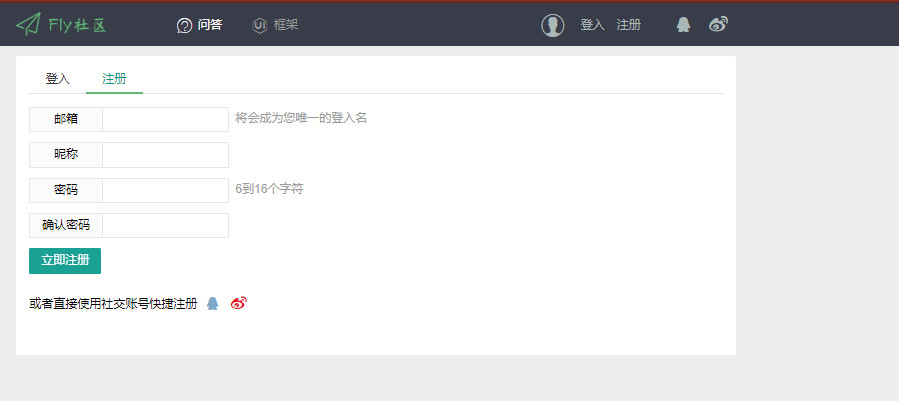 Fly社区 问答 框架 登入 注册
登入 注册
邮箱 将会成为您唯一的登入名
昵称
密码 6到16个字符
确认密码
立即注册
或者直接使用社交账号快捷注册